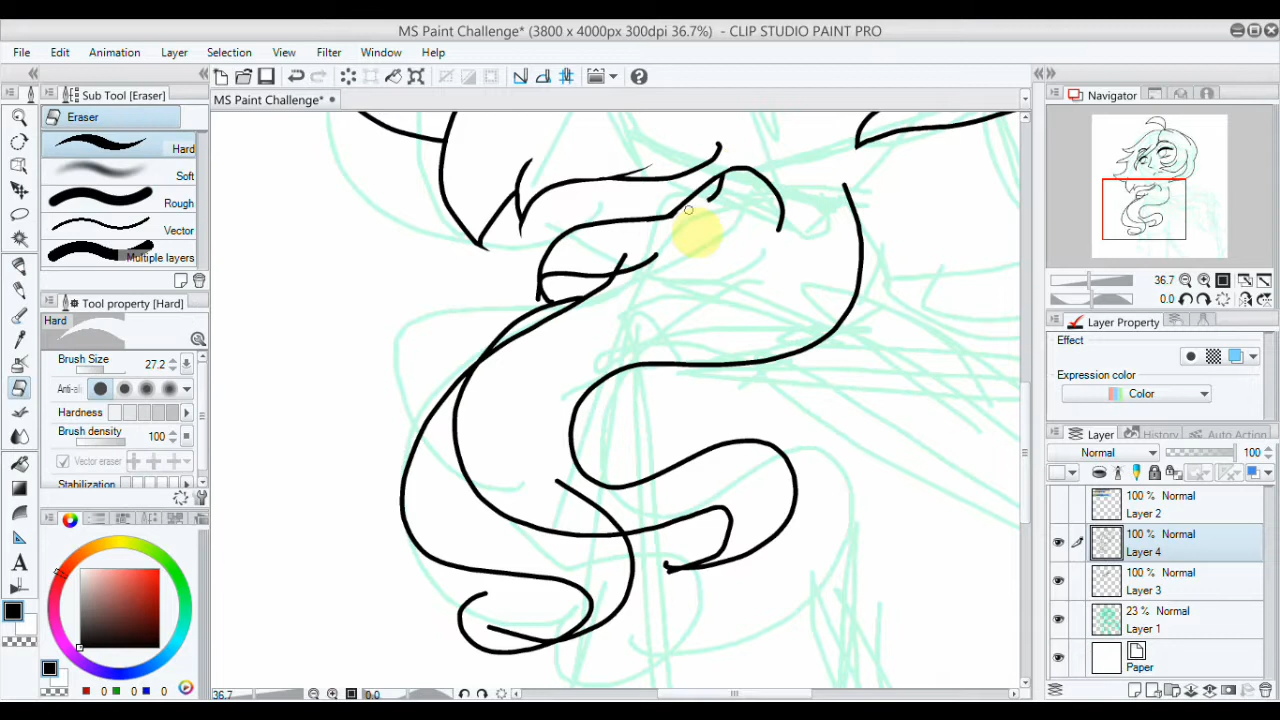 MS Paint Challenge* (3800 x 4000px 300dpi 36.7%) - CLIP STUDIO PAINT PRO
File Edit Animation Layer Selection View Filter Window Help
Sub Tool [Eraser]
MS Paint Challenge*
Navigator
Eraser
Hard
Soft
Rough
Vector
Multiple layers
36.7
0.0
Tool property [Hard]
Hard
Layer Property
Effect
Brush Size 27.2
Expression color
Anti-ali
Color
Hardness
Brush density 100
Layer History Auto Action
Normal 100
Vector eraser
Stabilization
100 % Normal
Layer 2
100 % Normal
Layer 4
100 % Normal
Layer 3
23 % Normal
Layer 1
Paper
A
0 0 0
36.7 0.0